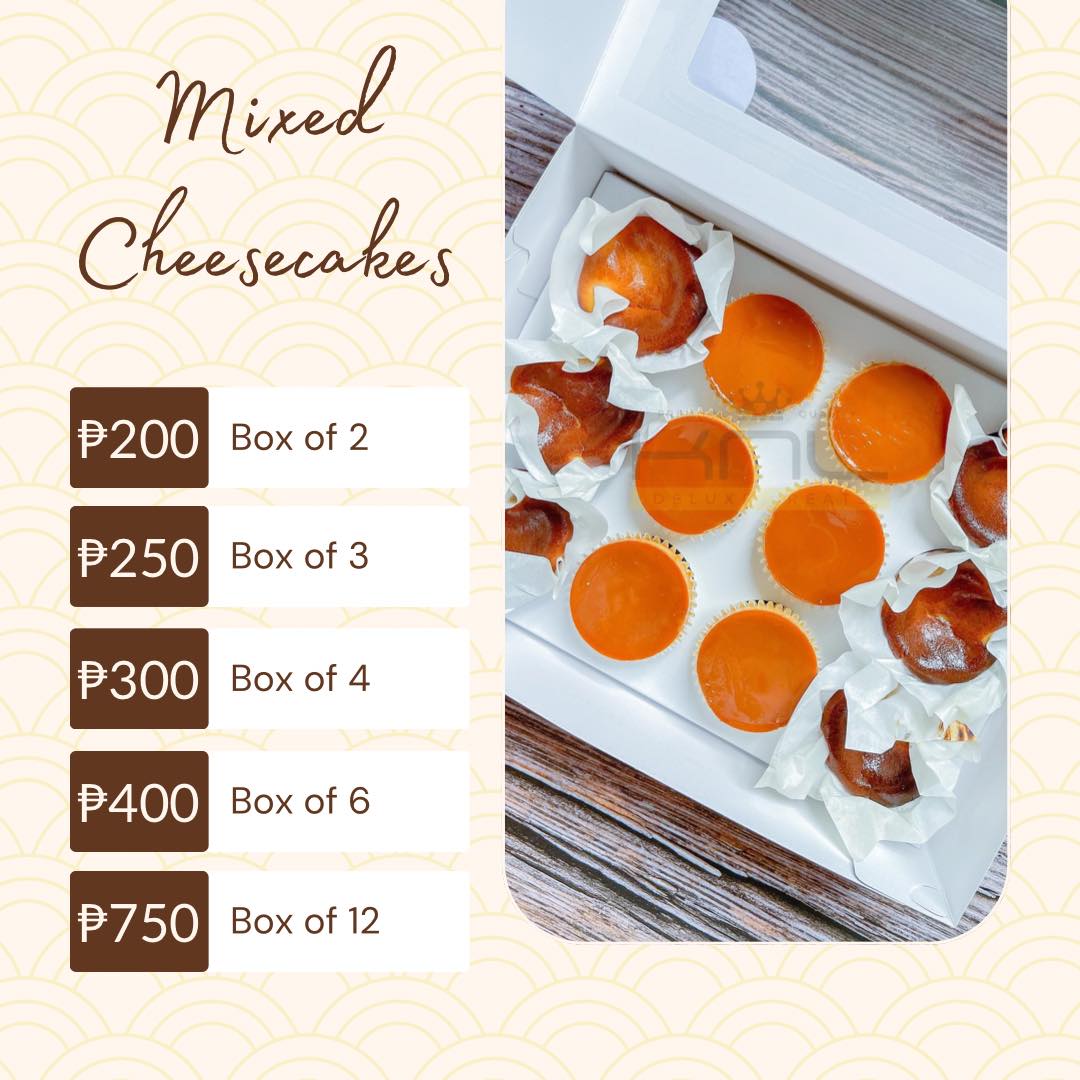 Mixed
Cheesecakes
₱200 Box of 2
₱250 Box of 3
₱300 Box of 4
₱400 Box of 6
₱750 Box of 12